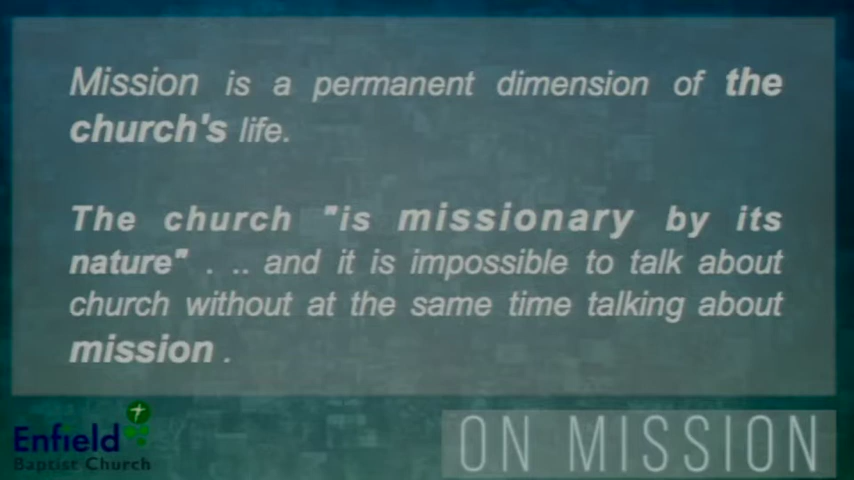 Mission is a permanent dimension of the
church's life.
The church "is missionary by its
nature" . .. and it is impossible to talk about
church without at the same time talking about
mission .
Enfield
Baptist Church
ON MISSION